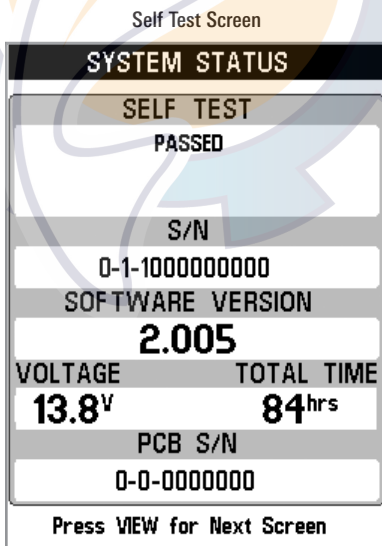 Self Test Screen
SYSTEM STATUS
SELF TEST
PASSED
S/N
0-1-1000000000
SOFTWARE VERSION
2.005
VOLTAGE TOTAL TIME
13.8V 84hrs
PCB S/N
0-0-0000000
Press VIEW for Next Screen